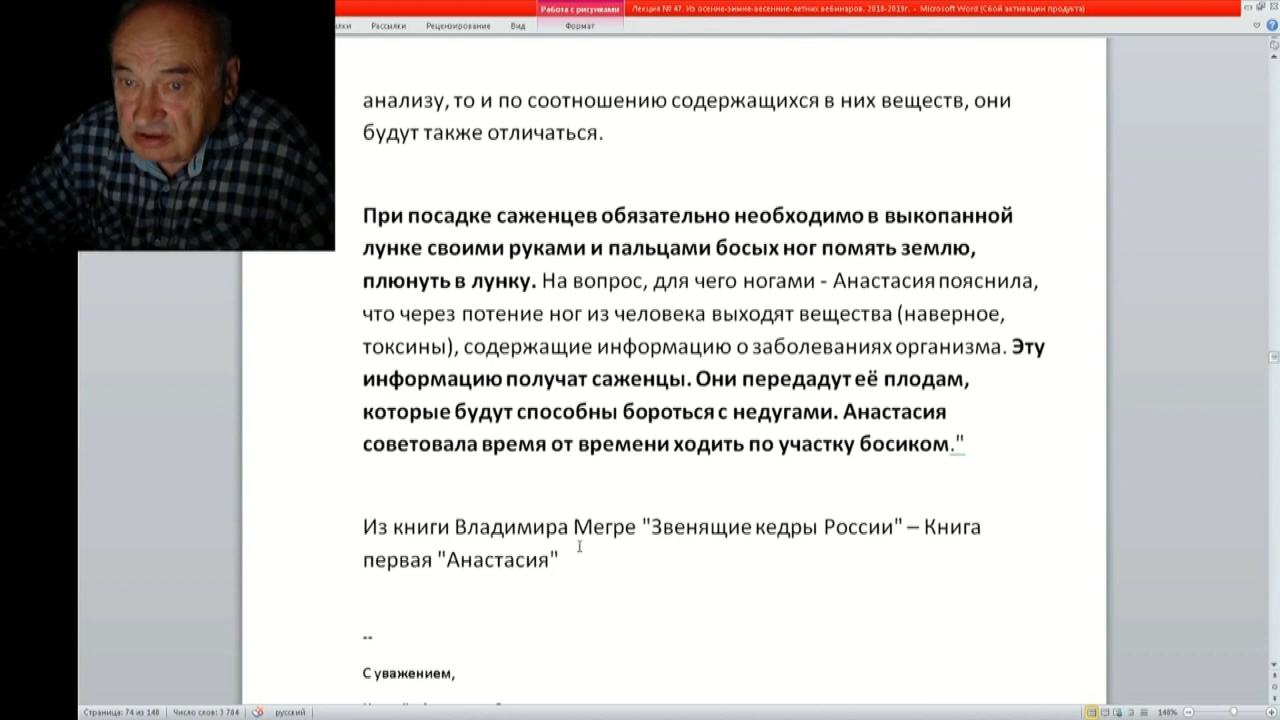 Работа с рисунками
Лекция № 47. Из осенне-зимне-весенние-летних вебинаров. 2018-2019г. - Microsoft Word (Сбой активации продукта)
лки Рассылки Рецензирование Вид Формат
анализу, то и по соотношению содержащихся в них веществ, они
будут также отличаться.
При посадке саженцев обязательно необходимо в выкопанной
лунке своими руками и пальцами босых ног помять землю,
плюнуть в лунку. На вопрос, для чего ногами - Анастасия пояснила,
что через потение ног из человека выходят вещества (наверное,
токсины), содержащие информацию о заболеваниях организма. Эту
информацию получат саженцы. Они передадут её плодам,
которые будут способны бороться с недугами. Анастасия
советовала время от времени ходить по участку босиком."
Из книги Владимира Мегре "Звенящие кедры России" – Книга
первая "Анастасия"
--
С уважением,
Страница: 74 из 148 Число слов: 3 784 русский 148%